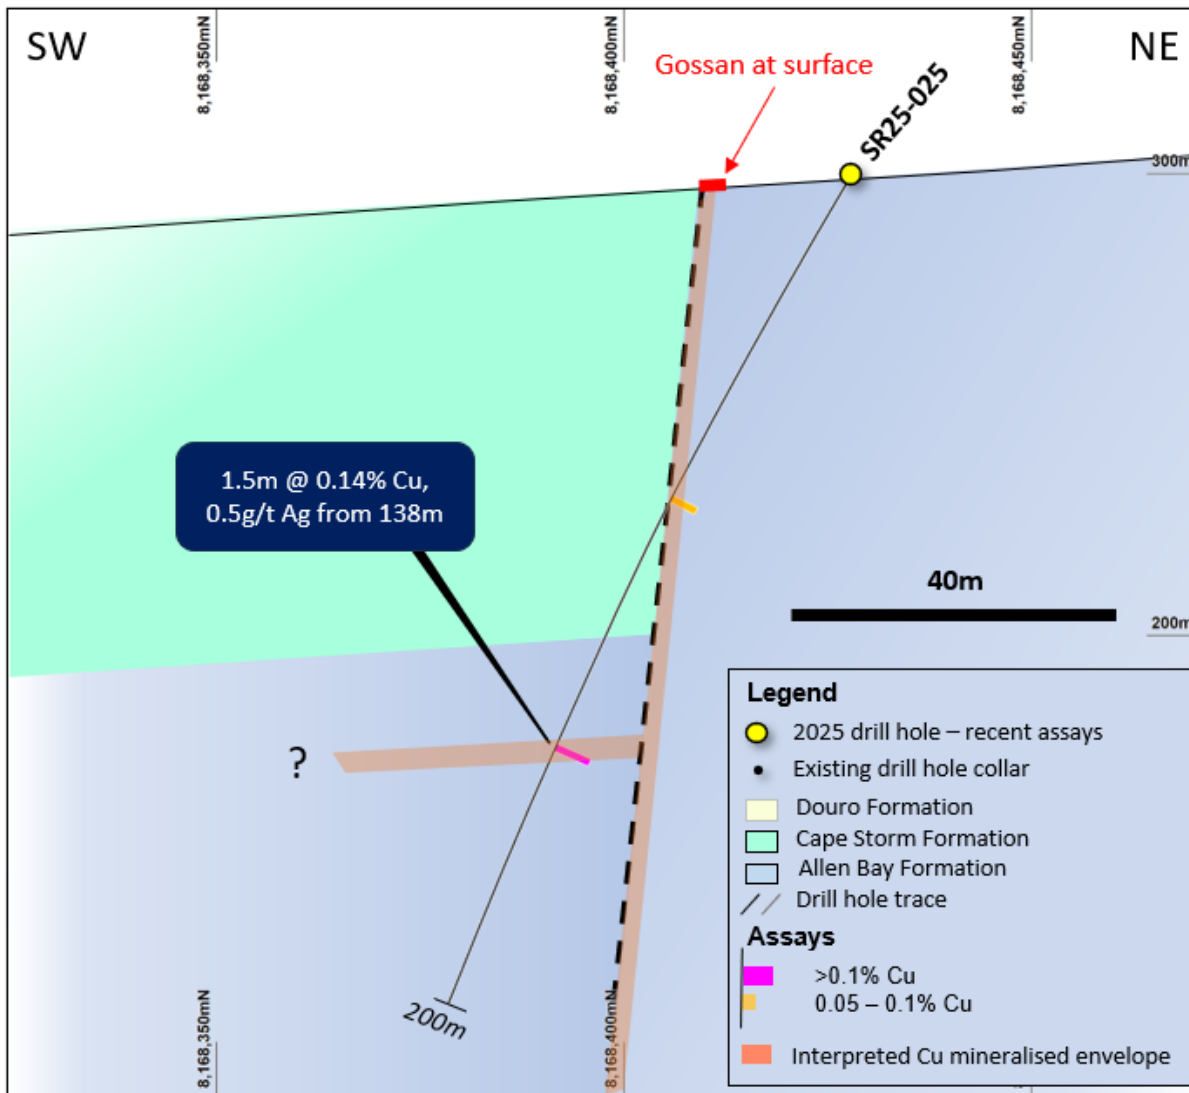 SW
8,168,350mN
8,168,400mN
8,168,450mN
NE
Gossan at surface
SR25-025
300m
1.5m @ 0.14% Cu,
0.5g/t Ag from 138m
40m
200m
?
200m
8,168,350mN
8,168,400mN
Legend
2025 drill hole – recent assays
Existing drill hole collar
Douro Formation
Cape Storm Formation
Allen Bay Formation
Drill hole trace
Assays
>0.1% Cu
0.05 – 0.1% Cu
Interpreted Cu mineralised envelope